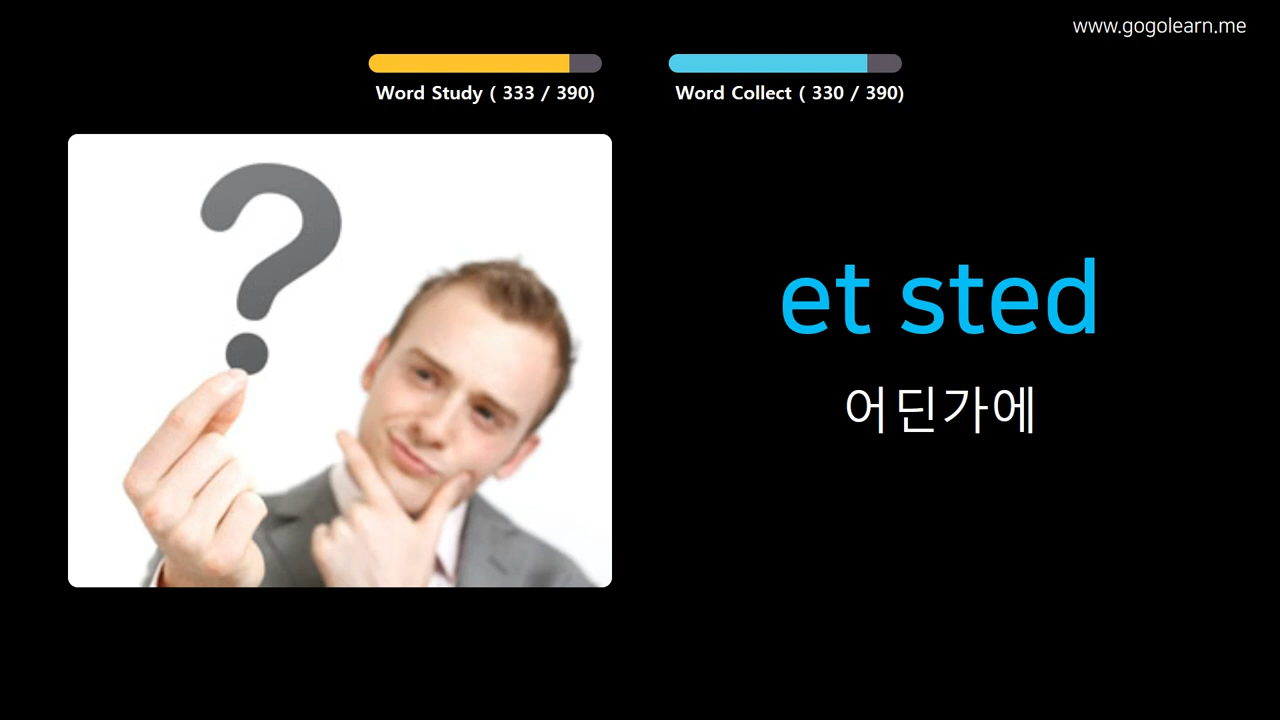 www.gogolearn.me
Word Study ( 333 / 390)
Word Collect ( 330 / 390)
?
et sted
어딘가에